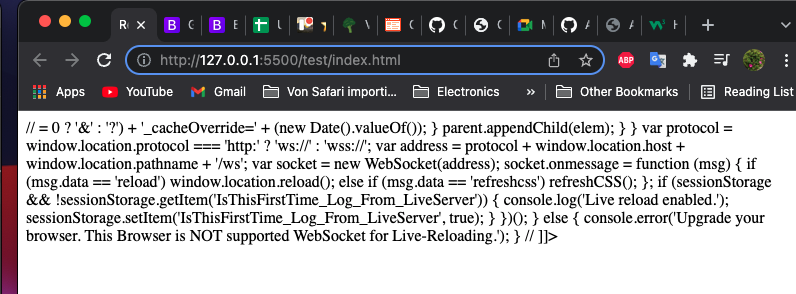 Re
C
E
L
T
V
C
C
C
M
A
A
H
http://127.0.0.1:5500/test/index.html
ABP
Apps
YouTube
Gmail
Von Safari importi...
Entwicklung
»
Other Bookmarks
Reading List
// = 0 ? '&' : '?') + '_cacheOverride=' + (new Date().valueOf()); } parent.appendChild(elem); } } var protocol =
window.location.protocol === 'http:' ? 'ws://' : 'wss://'; var address = protocol + window.location.host +
window.location.pathname + '/ws'; var socket = new WebSocket(address); socket.onmessage = function (msg) { if
(msg.data == 'reload') window.location.reload(); else if (msg.data == 'refreshcss') refreshCSS(); }; if (sessionStorage
&& !sessionStorage.getItem('IsThisFirstTime_Log_From_LiveServer')) { console.log('Live reload enabled.');
sessionStorage.setItem('IsThisFirstTime_Log_From_LiveServer', true); } })(); } else { console.error('Upgrade your
browser. This Browser is NOT supported WebSocket for Live-Reloading.'); } // ]]>